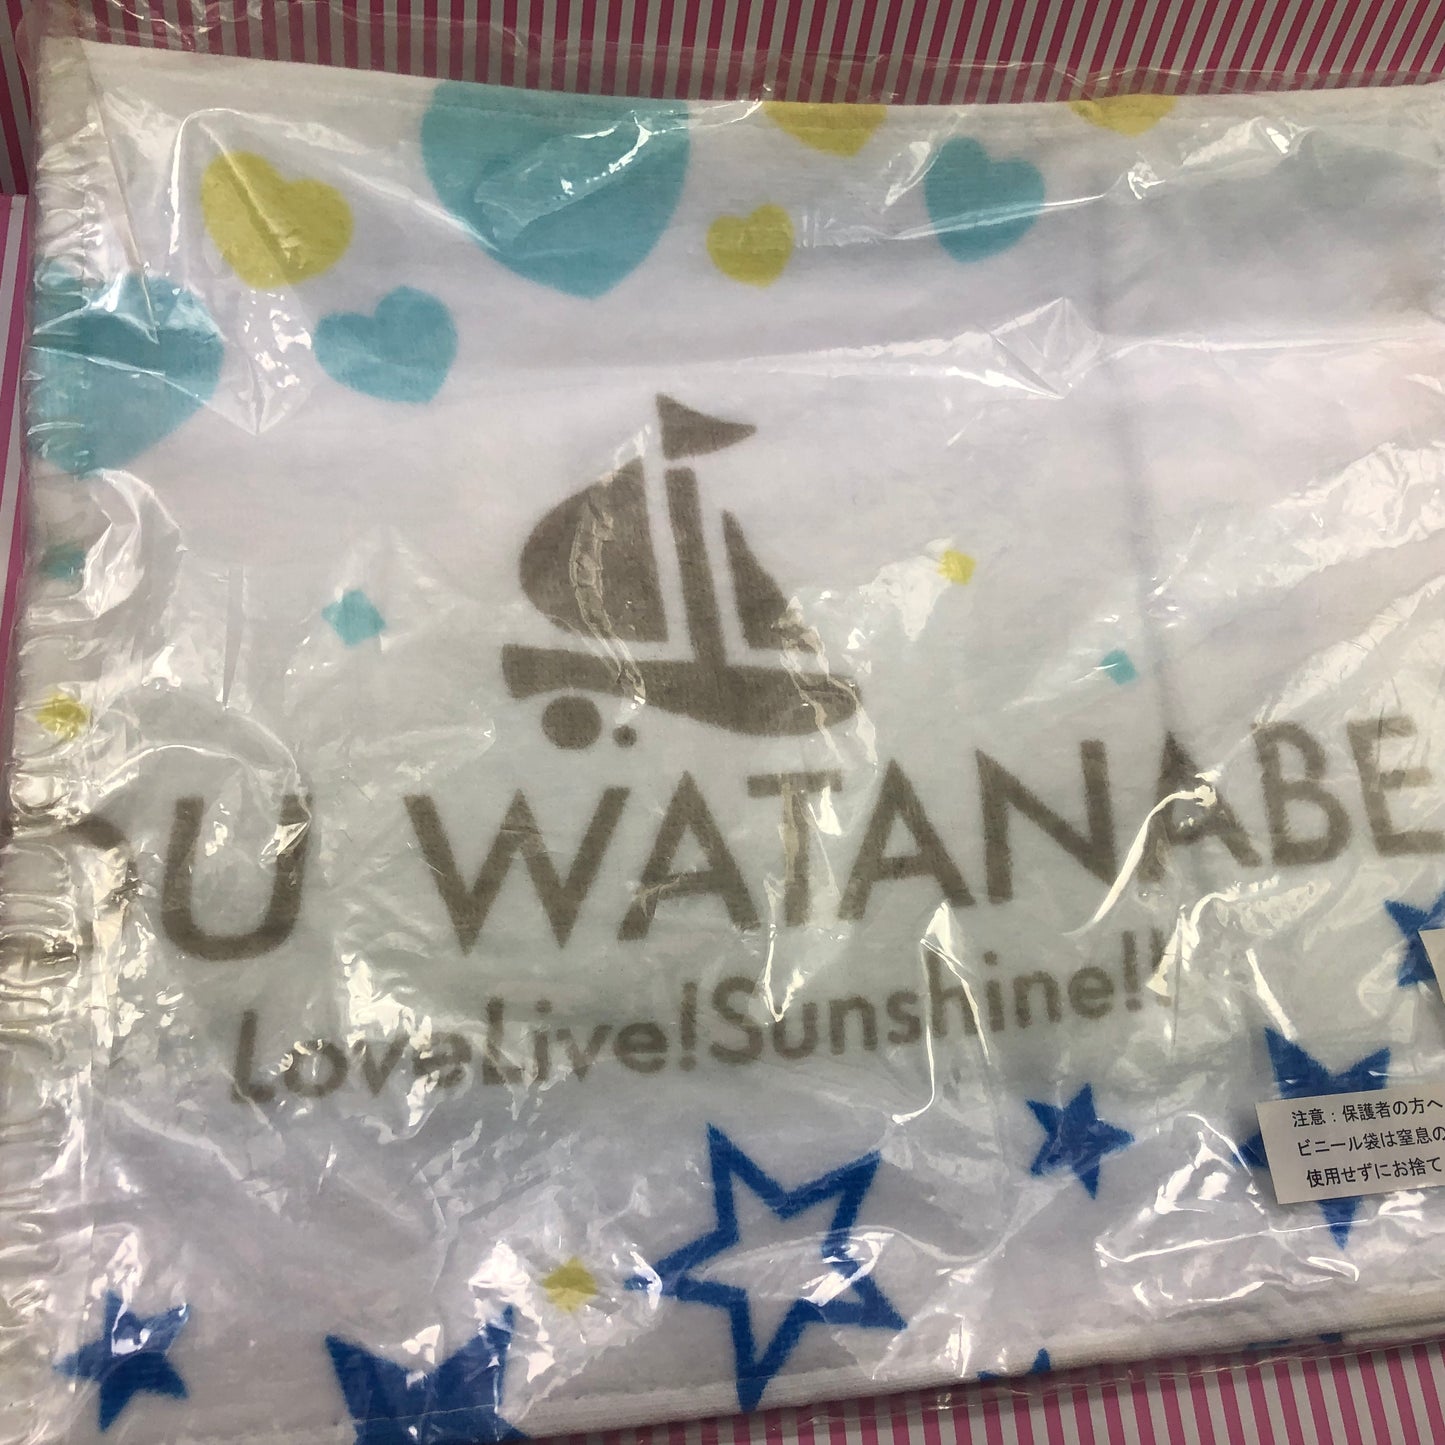 OU WATANABE
LoveLive!Sunshine!!
注意：保護者の方へ
ビニール袋は窒息の
使用せずにお捨て